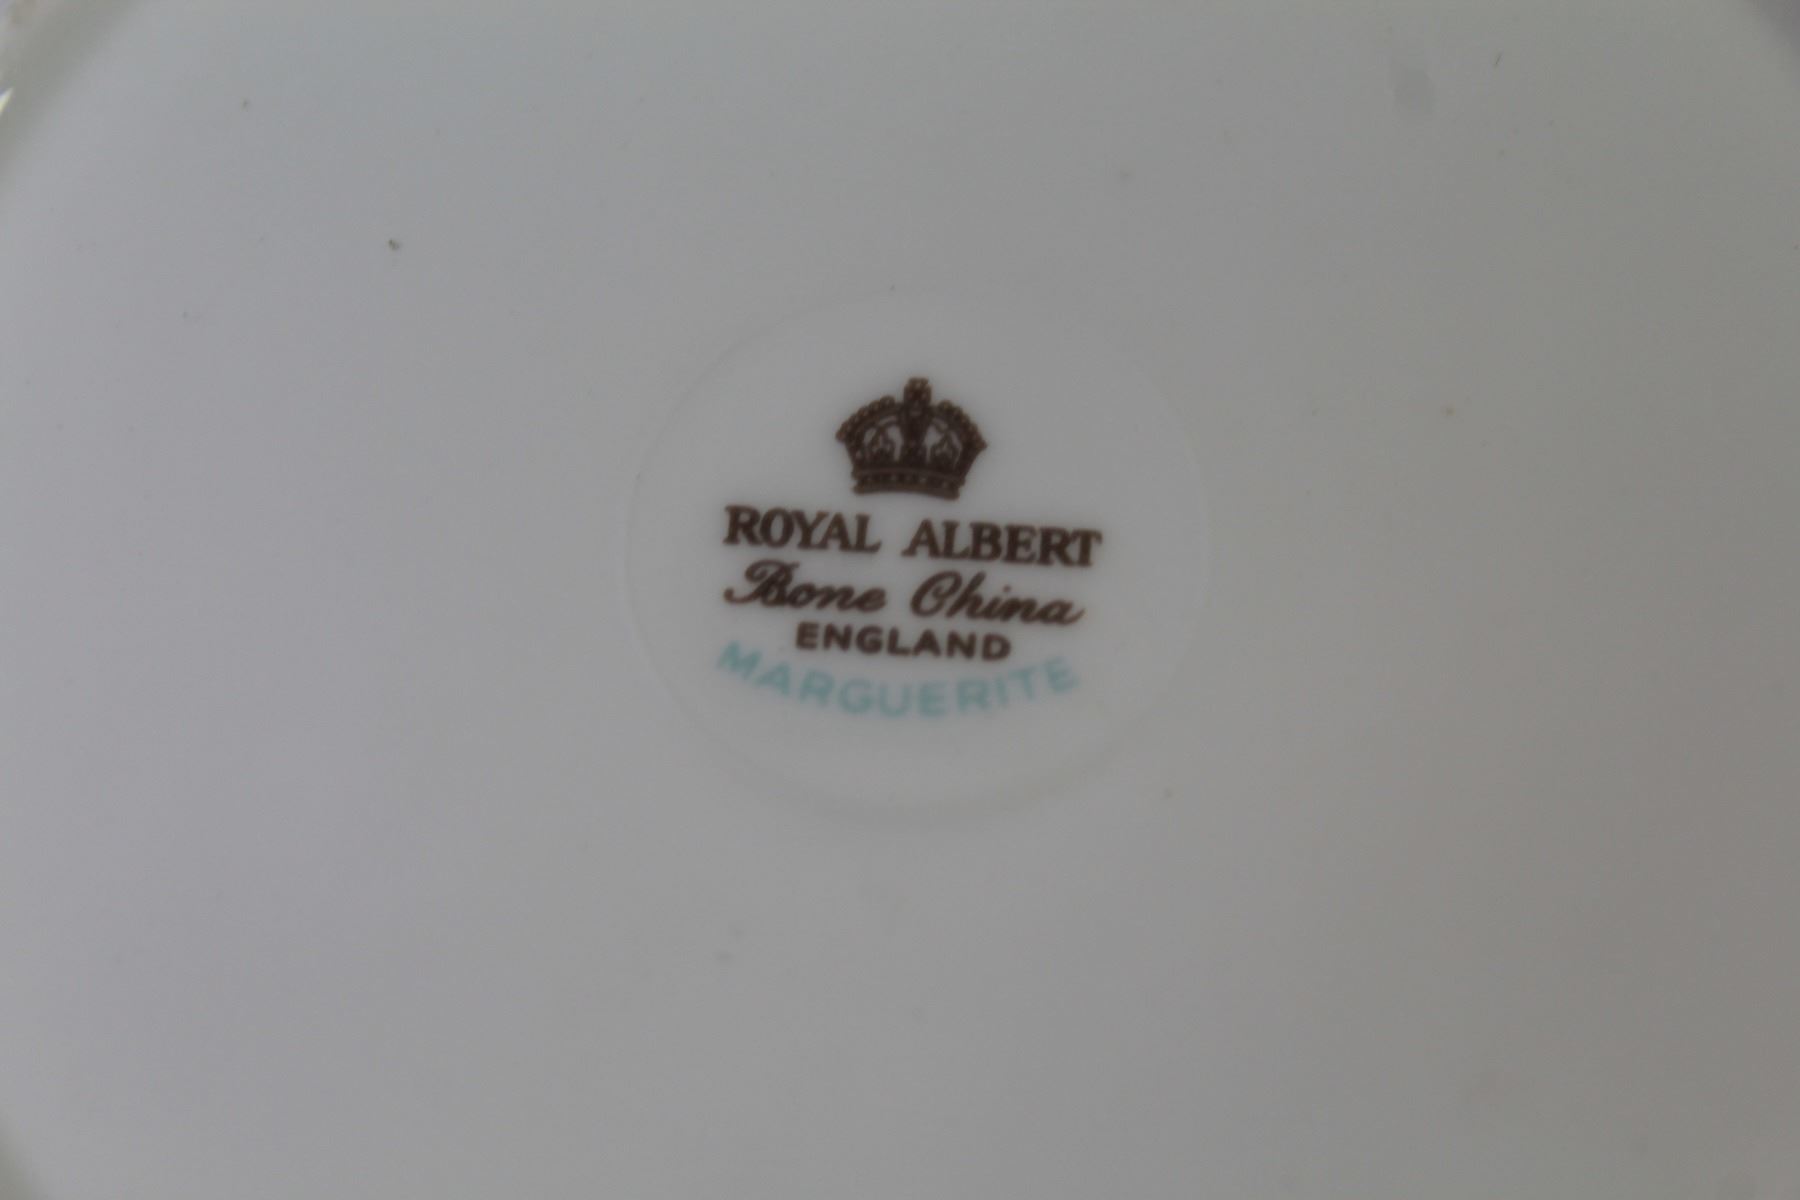 ROYAL ALBERT
Bone China
ENGLAND
MARGUERITE